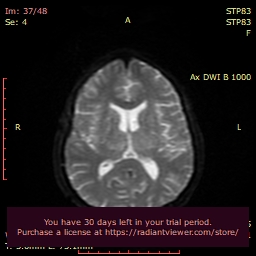 Im: 37/48
Se: 4
A
STP83
STP83
F
Ax DWI B 1000
R
L
You have 30 days left in your trial period.
Purchase a license at https://radiantviewer.com/store/